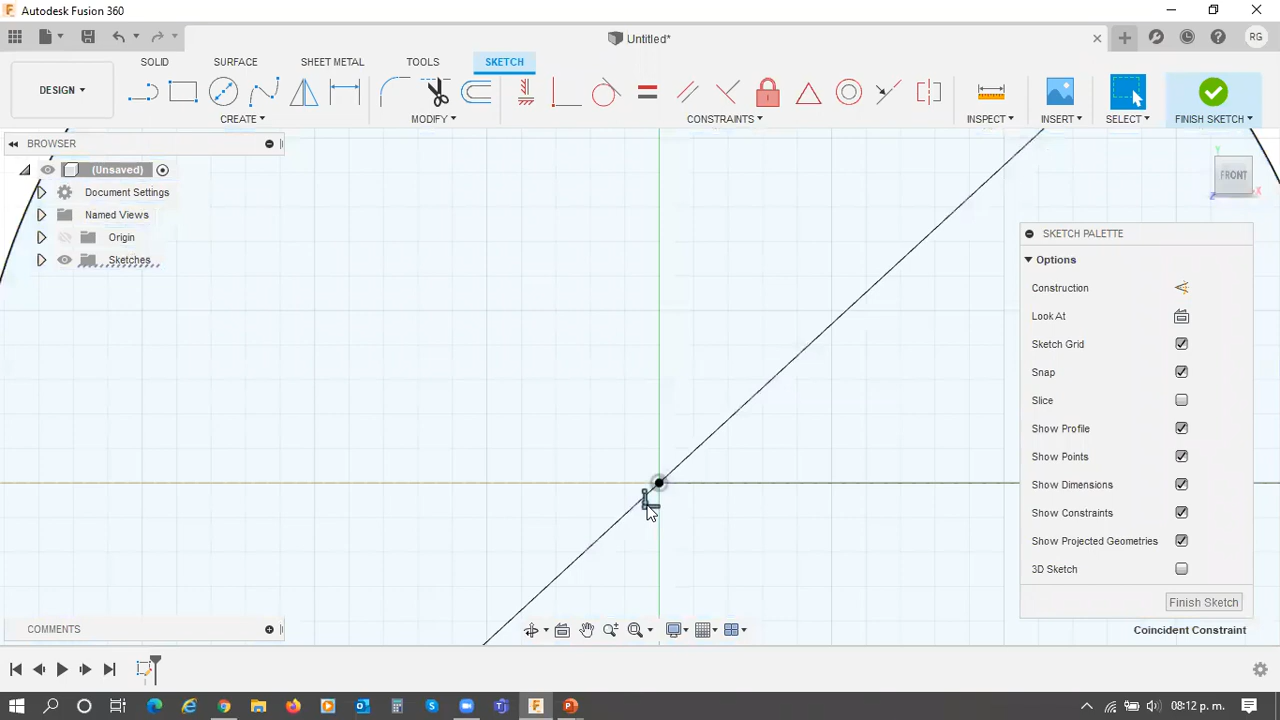 Autodesk Fusion 360
Untitled*
RG
DESIGN
SOLID
SURFACE
SHEET METAL
TOOLS
SKETCH
CREATE
MODIFY
CONSTRAINTS
INSPECT
INSERT
SELECT
FINISH SKETCH
BROWSER
(Unsaved)
Document Settings
Named Views
Origin
Sketches
Y
FRONT
Z
X
SKETCH PALETTE
Options
Construction
Look At
Sketch Grid
Snap
Slice
Show Profile
Show Points
Show Dimensions
Show Constraints
Show Projected Geometries
3D Sketch
Finish Sketch
COMMENTS
Coincident Constraint
08:12 p. m.